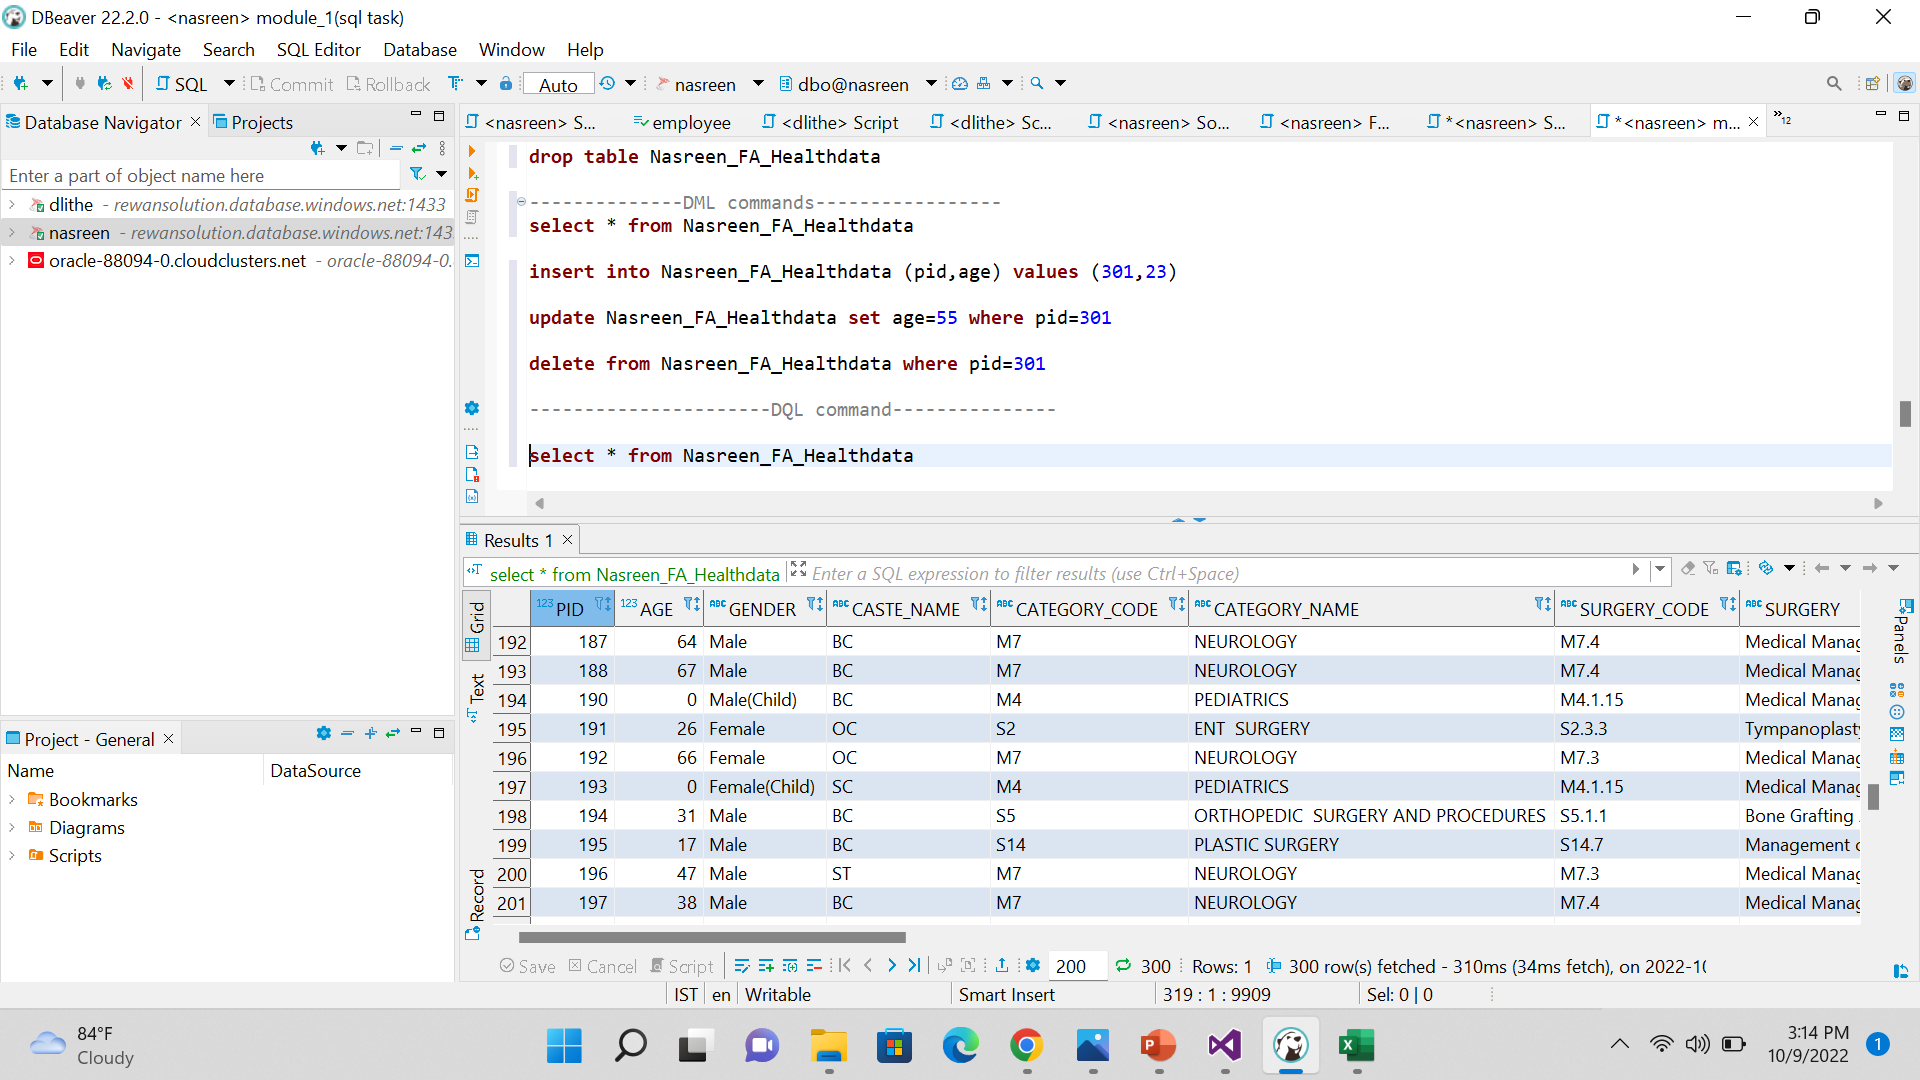 DBeaver 22.2.0 - <nasreen> module_1(sql task)
File Edit Navigate Search SQL Editor Database Window Help
SQL Commit Rollback Auto nasreen dbo@nasreen
Database Navigator Projects
Enter a part of object name here
dlithe - rewansolution.database.windows.net:1433
nasreen - rewansolution.database.windows.net:143
oracle-88094-0.cloudclusters.net - oracle-88094-0.
Project - General
Name DataSource
Bookmarks
Diagrams
Scripts
<nasreen> S... employee <dlithe> Script <dlithe> Sc... <nasreen> So... <nasreen> F... *<nasreen> S... *<nasreen> m... »12
drop table Nasreen_FA_Healthdata
--------------DML commands-----------------
select * from Nasreen_FA_Healthdata
insert into Nasreen_FA_Healthdata (pid,age) values (301,23)
update Nasreen_FA_Healthdata set age=55 where pid=301
delete from Nasreen_FA_Healthdata where pid=301
----------------------DQL command---------------
select * from Nasreen_FA_Healthdata
Results 1
select * from Nasreen_FA_Healthdata Enter a SQL expression to filter results (use Ctrl+Space)
Grid
Text
Record
Panels
123 PID 123 AGE ABC GENDER ABC CASTE_NAME ABC CATEGORY_CODE ABC CATEGORY_NAME ABC SURGERY_CODE ABC SURGERY
192 187 64 Male BC M7 NEUROLOGY M7.4 Medical Manag
193 188 67 Male BC M7 NEUROLOGY M7.4 Medical Manag
194 190 0 Male(Child) BC M4 PEDIATRICS M4.1.15 Medical Manag
195 191 26 Female OC S2 ENT SURGERY S2.3.3 Tympanoplasty
196 192 66 Female OC M7 NEUROLOGY M7.3 Medical Manag
197 193 0 Female(Child) SC M4 PEDIATRICS M4.1.15 Medical Manag
198 194 31 Male BC S5 ORTHOPEDIC SURGERY AND PROCEDURES S5.1.1 Bone Grafting
199 195 17 Male BC S14 PLASTIC SURGERY S14.7 Management
200 196 47 Male ST M7 NEUROLOGY M7.3 Medical Manag
201 197 38 Male BC M7 NEUROLOGY M7.4 Medical Manag
Save Cancel Script 200 300 Rows: 1 300 row(s) fetched - 310ms (34ms fetch), on 2022-10
IST en Writable Smart Insert 319 : 1 : 9909 Sel: 0 | 0
84°F
Cloudy
3:14 PM
10/9/2022
1